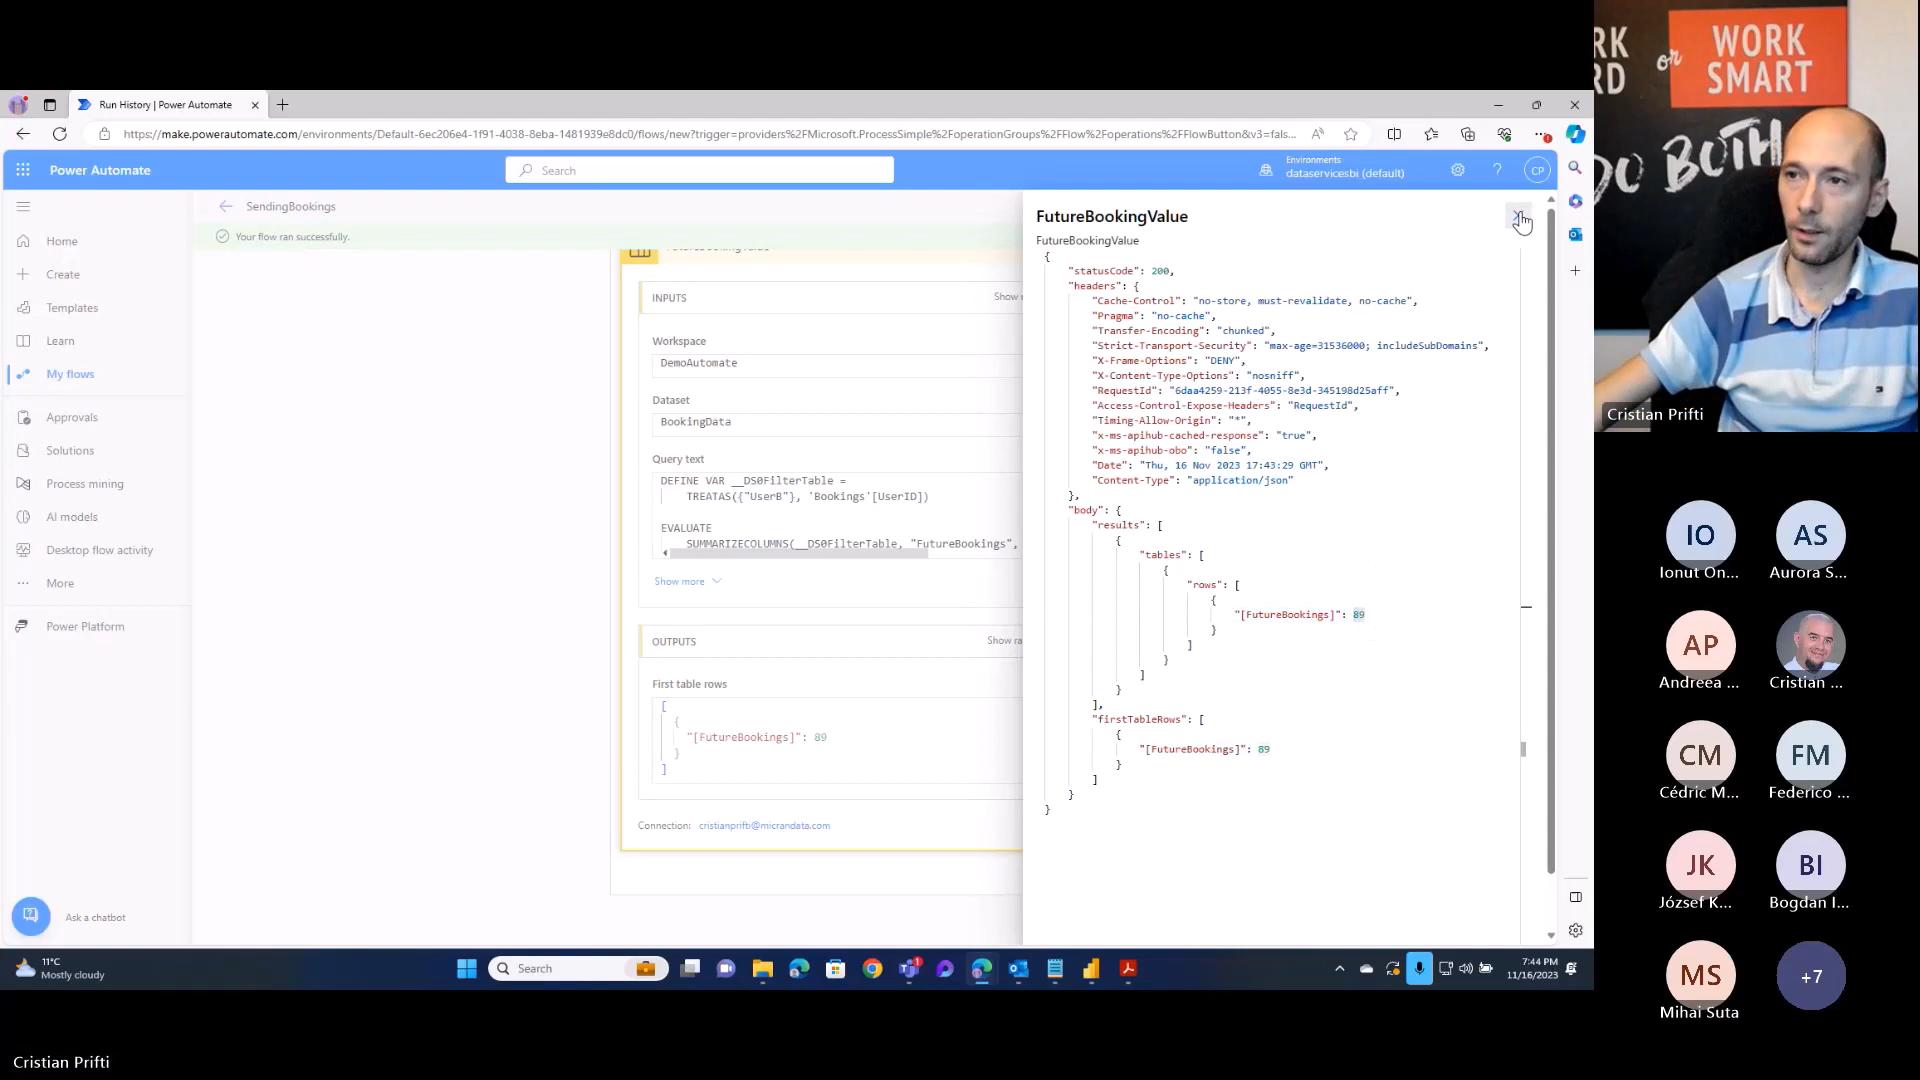 Run History | Power Automate
https://make.powerautomate.com/environments/Default-6ec206e4-1f91-4038-8eba-1481939e8dc0/flows/new?trigger=providers%2FMicrosoft.ProcessSimple%2FoperationGroups%2FFlow%2Foperations%2FFlowButton&v3=fals...
Power Automate
Search
Environments
dataservicesbi (default)
CP
Home
Create
Templates
Learn
My flows
Approvals
Solutions
Process mining
AI models
Desktop flow activity
More
Power Platform
Ask a chatbot
SendingBookings
Your flow ran successfully.
INPUTS
Show
Workspace
DemoAutomate
Dataset
BookingData
Query text
DEFINE VAR __DS0FilterTable =
TREATAS({"UserB"}, 'Bookings'[UserID])
EVALUATE
SUMMARIZECOLUMNS(__DS0FilterTable, "FutureBookings",
Show more
OUTPUTS
Show
First table rows
[
{
"[FutureBookings]": 89
}
]
Connection: cristianprifti@micrandata.com
FutureBookingValue
FutureBookingValue
{
"statusCode": 200,
"headers": {
"Cache-Control": "no-store, must-revalidate, no-cache",
"Pragma": "no-cache",
"Transfer-Encoding": "chunked",
"Strict-Transport-Security": "max-age=31536000; includeSubDomains",
"X-Frame-Options": "DENY",
"X-Content-Type-Options": "nosniff",
"RequestId": "6daa4259-213f-4055-8e3d-345198d25aff",
"Access-Control-Expose-Headers": "RequestId",
"Timing-Allow-Origin": "*",
"x-ms-apihub-cached-response": "true",
"x-ms-apihub-obo": "false",
"Date": "Thu, 16 Nov 2023 17:43:29 GMT",
"Content-Type": "application/json"
},
"body": {
"results": [
{
"tables": [
{
"rows": [
{
"[FutureBookings]": 89
}
]
}
]
}
],
"firstTableRows": [
{
"[FutureBookings]": 89
}
]
}
}
11°C
Mostly cloudy
Search
7:44 PM
11/16/2023
or
WORK
SMART
DO BOTH
Cristian Prifti
IO
Ionut On...
AS
Aurora S...
AP
Andreea ...
Cristian ...
CM
Cédric M...
FM
Federico ...
JK
József K...
BI
Bogdan I...
MS
Mihai Suta
+7
Cristian Prifti